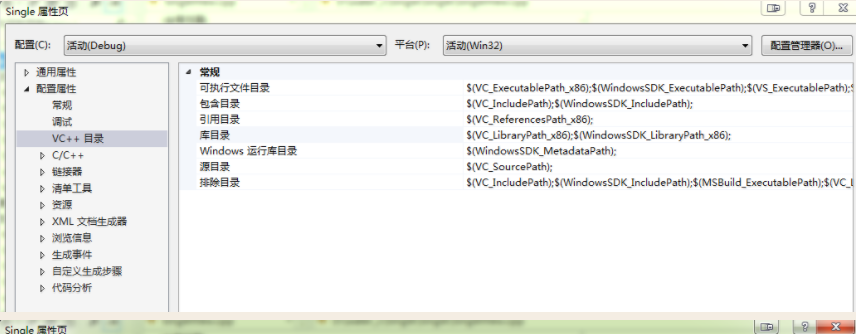 Single 属性页
配置(C): 活动(Debug) 平台(P): 活动(Win32) 配置管理器(O)...
通用属性
配置属性
常规
调试
VC++ 目录
C/C++
链接器
清单工具
资源
XML 文档生成器
浏览信息
生成事件
自定义生成步骤
代码分析
常规
可执行文件目录 $(VC_ExecutablePath_x86);$(WindowsSDK_ExecutablePath);$(VS_ExecutablePath);
包含目录 $(VC_IncludePath);$(WindowsSDK_IncludePath);
引用目录 $(VC_ReferencesPath_x86);
库目录 $(VC_LibraryPath_x86);$(WindowsSDK_LibraryPath_x86);
Windows 运行库目录 $(WindowsSDK_MetadataPath);
源目录 $(VC_SourcePath);
排除目录 $(VC_IncludePath);$(WindowsSDK_IncludePath);$(MSBuild_ExecutablePath);$(VC_L
Single 属性页